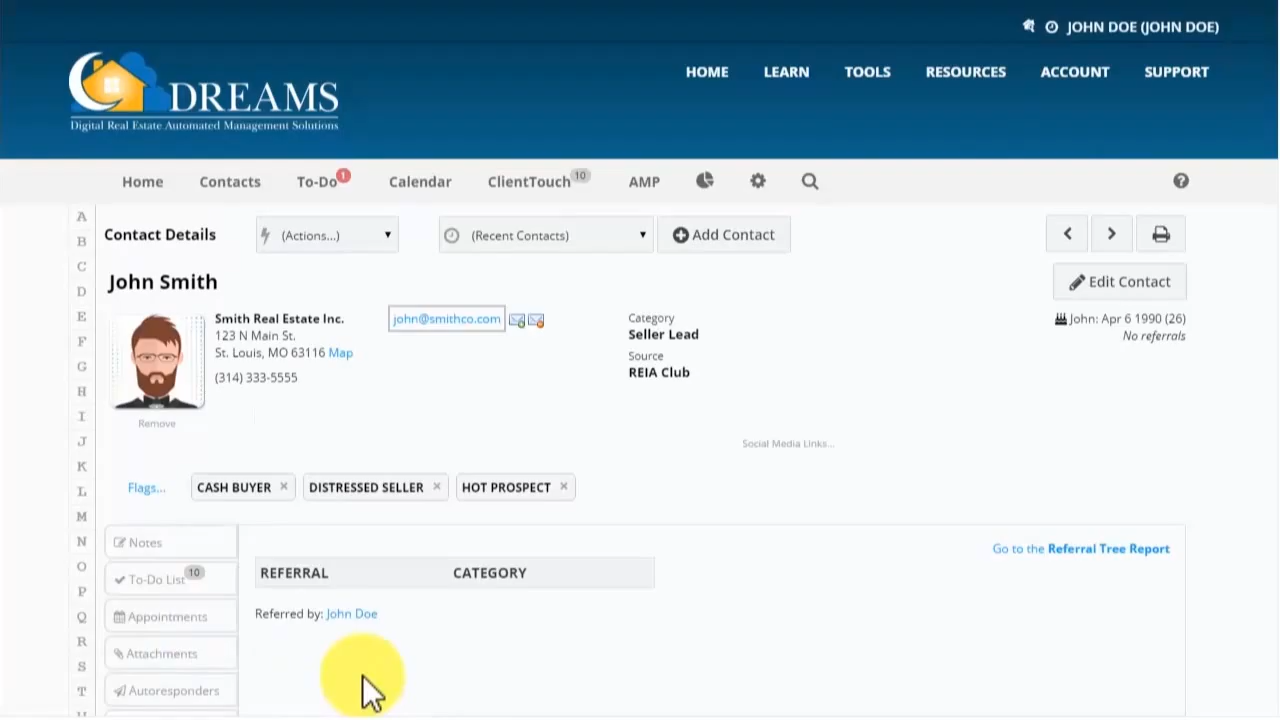 JOHN DOE (JOHN DOE)
DREAMS
Digital Real Estate Automated Management Solutions
HOME LEARN TOOLS RESOURCES ACCOUNT SUPPORT
Home Contacts To-Do 1 Calendar ClientTouch 10 AMP
A
B
C
D
E
F
G
H
I
J
K
L
M
N
O
P
Q
R
S
T
Contact Details (Actions...) (Recent Contacts) Add Contact
John Smith
Edit Contact
Smith Real Estate Inc.
123 N Main St.
St. Louis, MO 63116 Map
(314) 333-5555
Remove
john@smithco.com
Category
Seller Lead
Source
REIA Club
John: Apr 6 1990 (26)
No referrals
Social Media Links...
Flags... CASH BUYER × DISTRESSED SELLER × HOT PROSPECT ×
Notes
To-Do List 10
Appointments
Attachments
Autoresponders
Go to the Referral Tree Report
REFERRAL CATEGORY
Referred by: John Doe